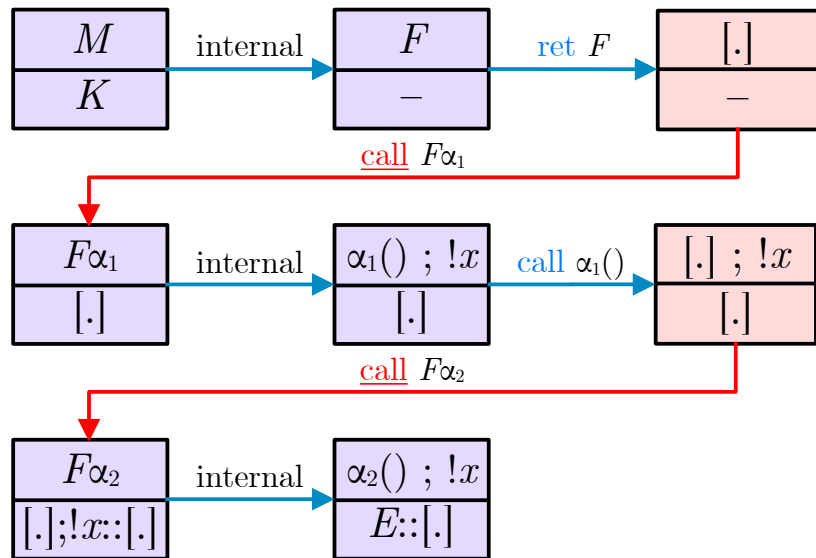 M internal F ret F [.]
K – –
call Fα₁
Fα₁ internal α₁() ; !x call α₁() [.] ; !x
[.] [.] [.]
call Fα₂
Fα₂ internal α₂() ; !x
[.];!x::[.] E::[.]